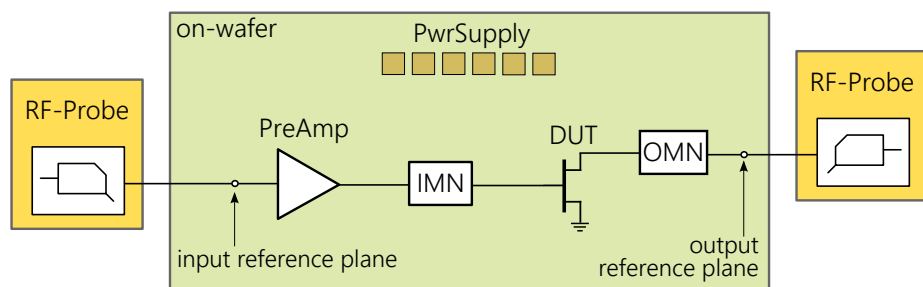 on-wafer
PwrSupply
RF-Probe
RF-Probe
PreAmp
DUT
IMN
OMN
input reference plane
output
reference plane